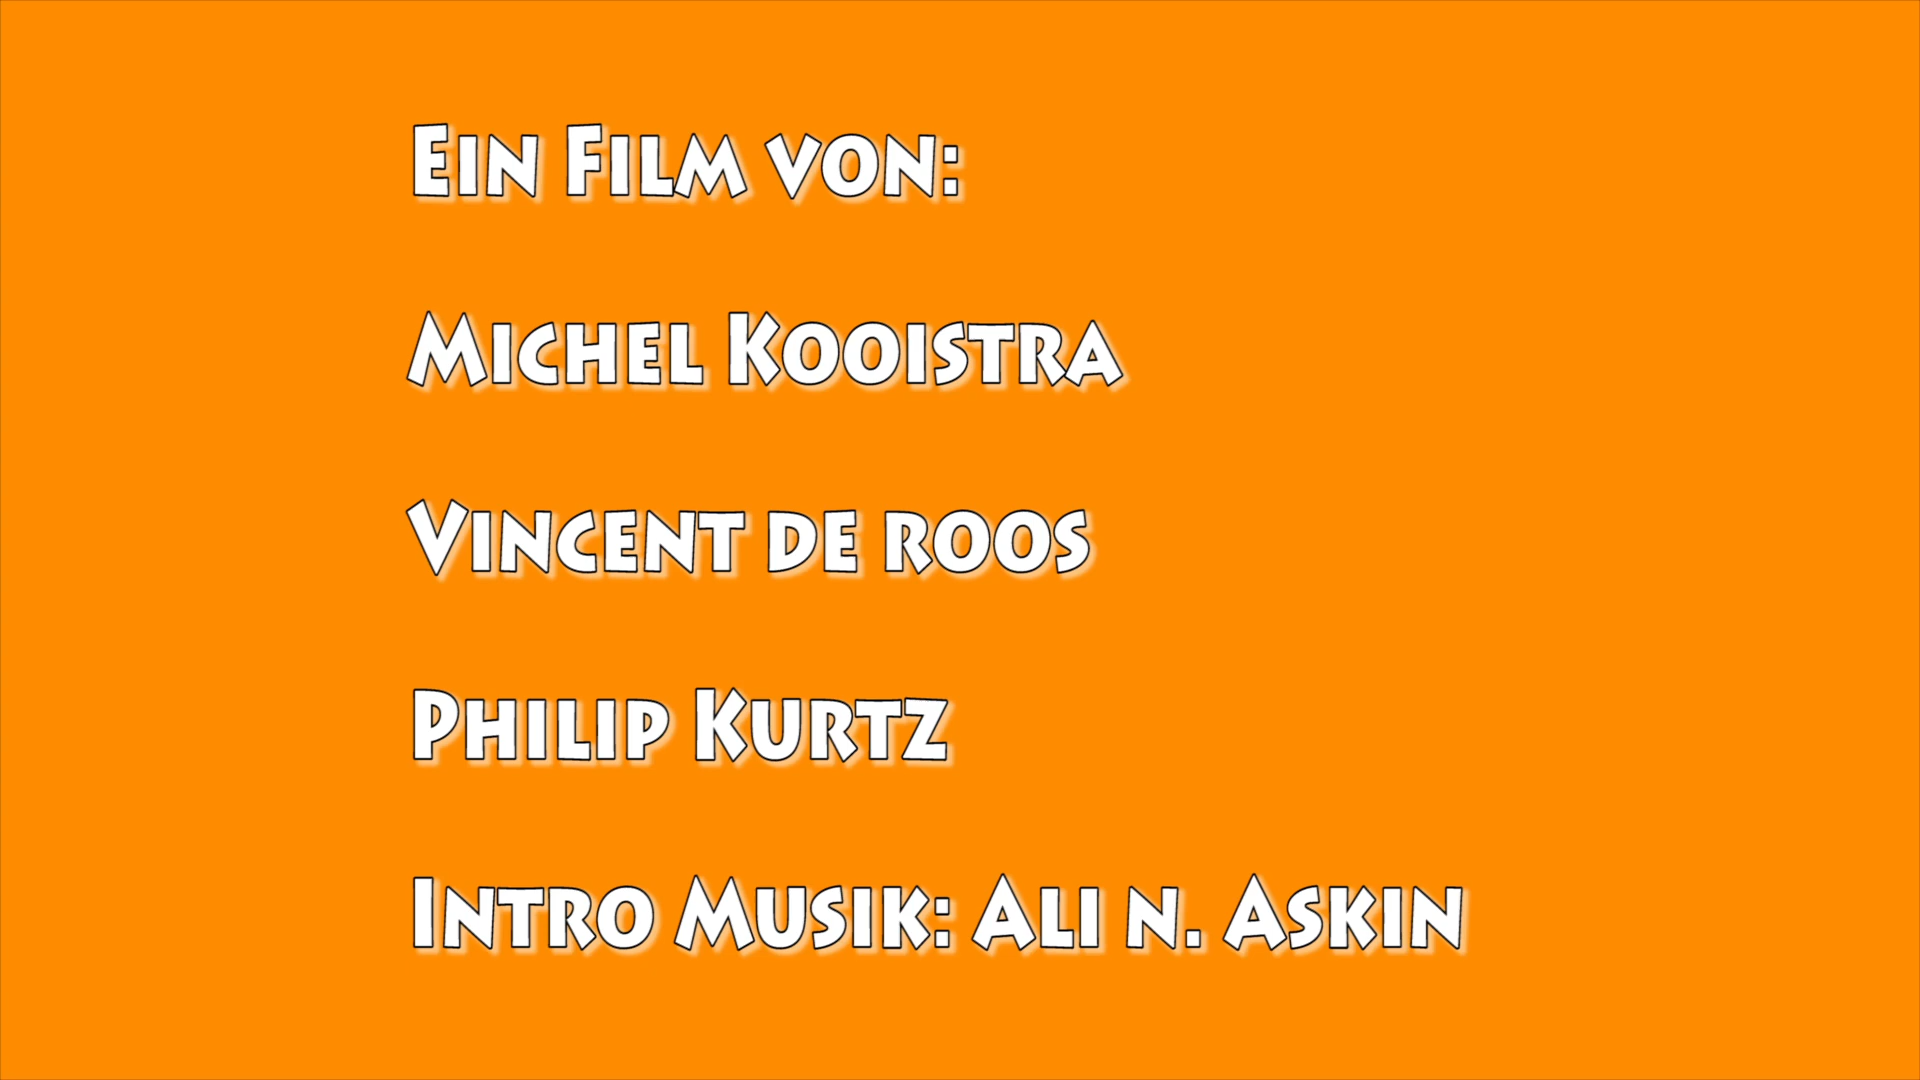 Ein Film von:
Michel Kooistra
Vincent de roos
Philip Kurtz
Intro Musik: Ali n. Askin